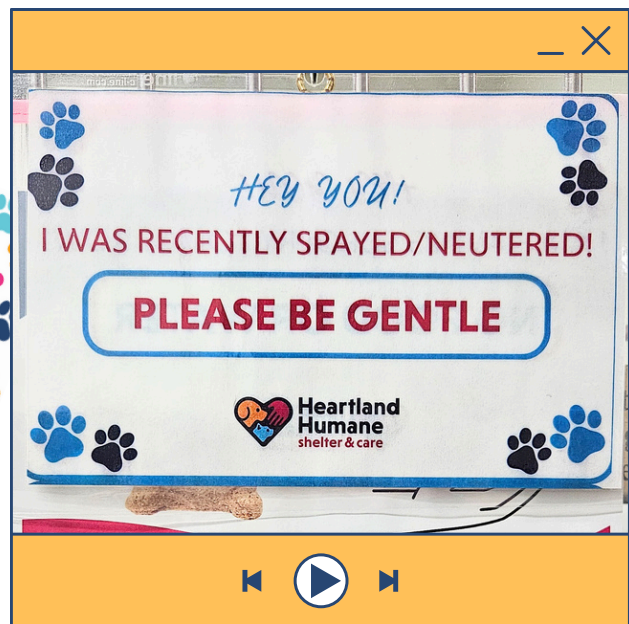 HEY YOU!
I WAS RECENTLY SPAYED/NEUTERED!
PLEASE BE GENTLE
Heartland
Humane
shelter & care